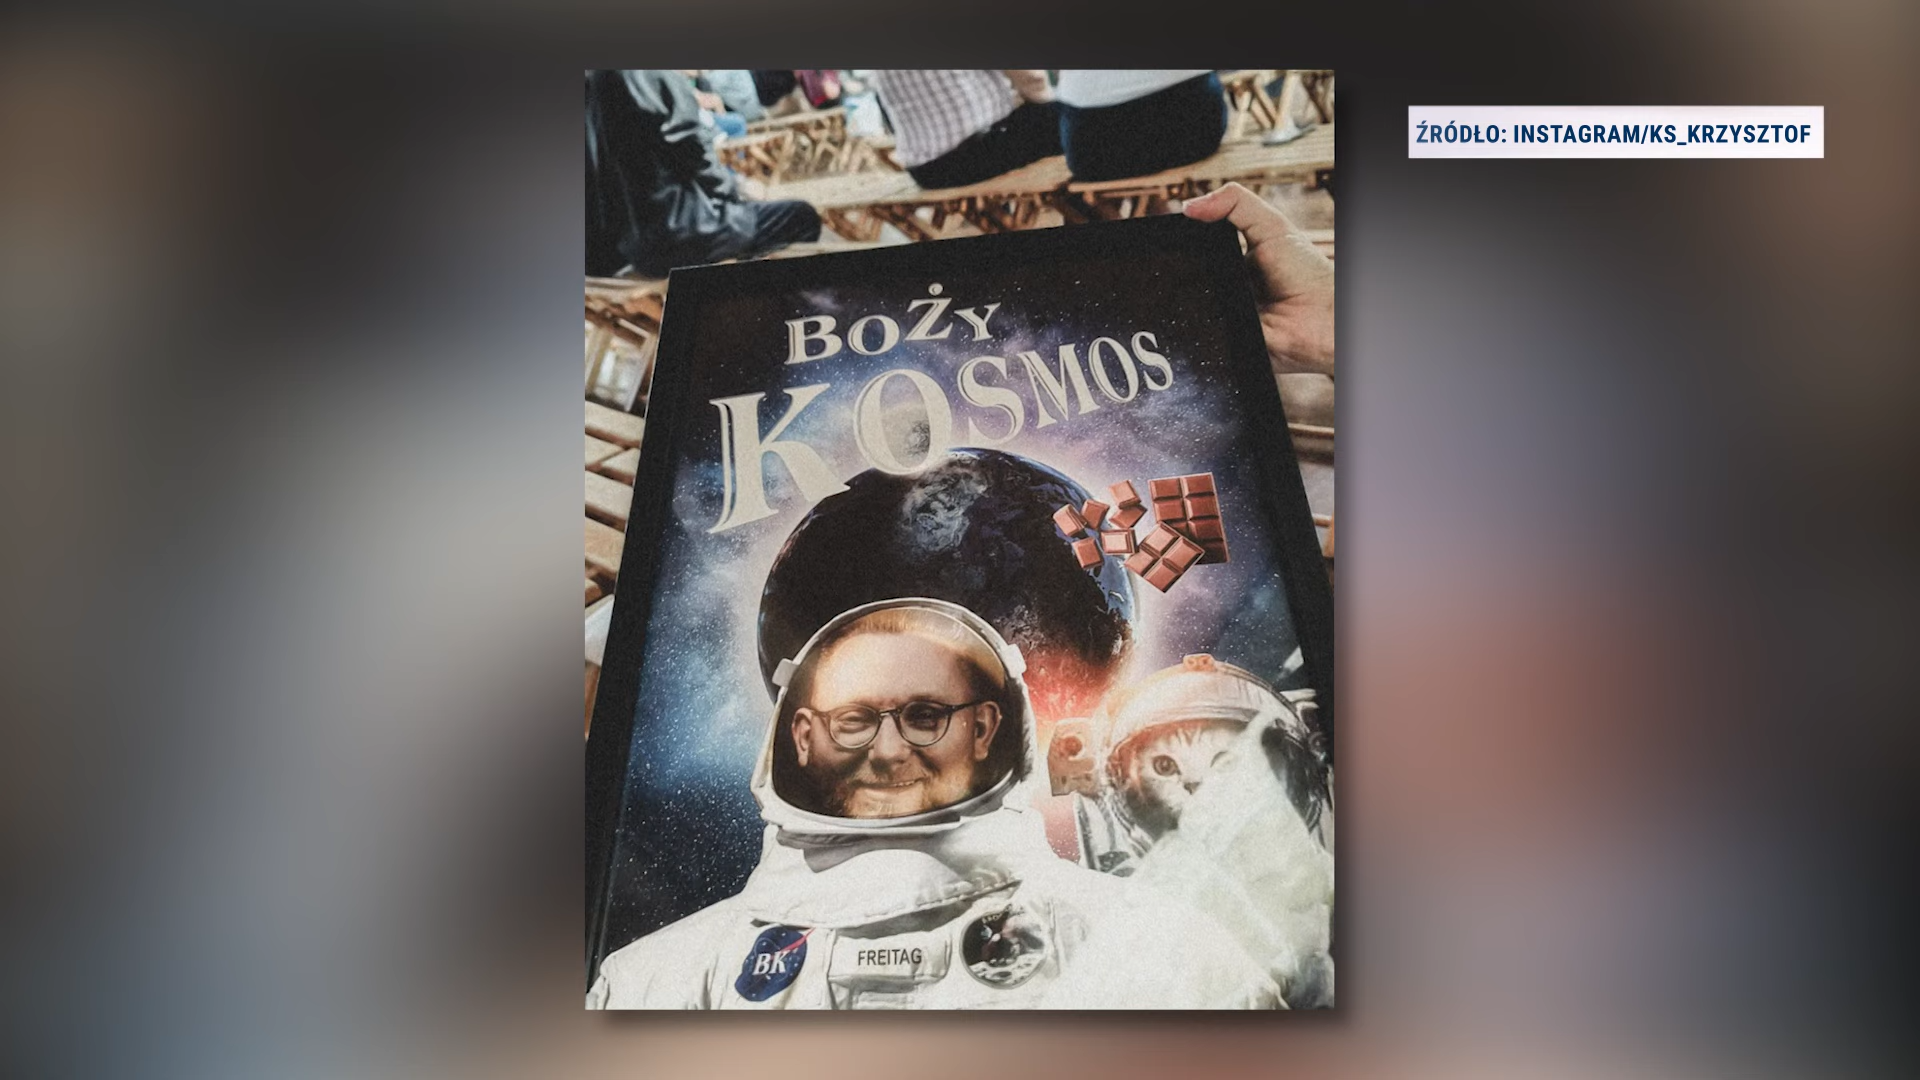 ŹRÓDŁO: INSTAGRAM/KS_KRZYSZTOF
BOŻY
KOSMOS
BK
FREITAG